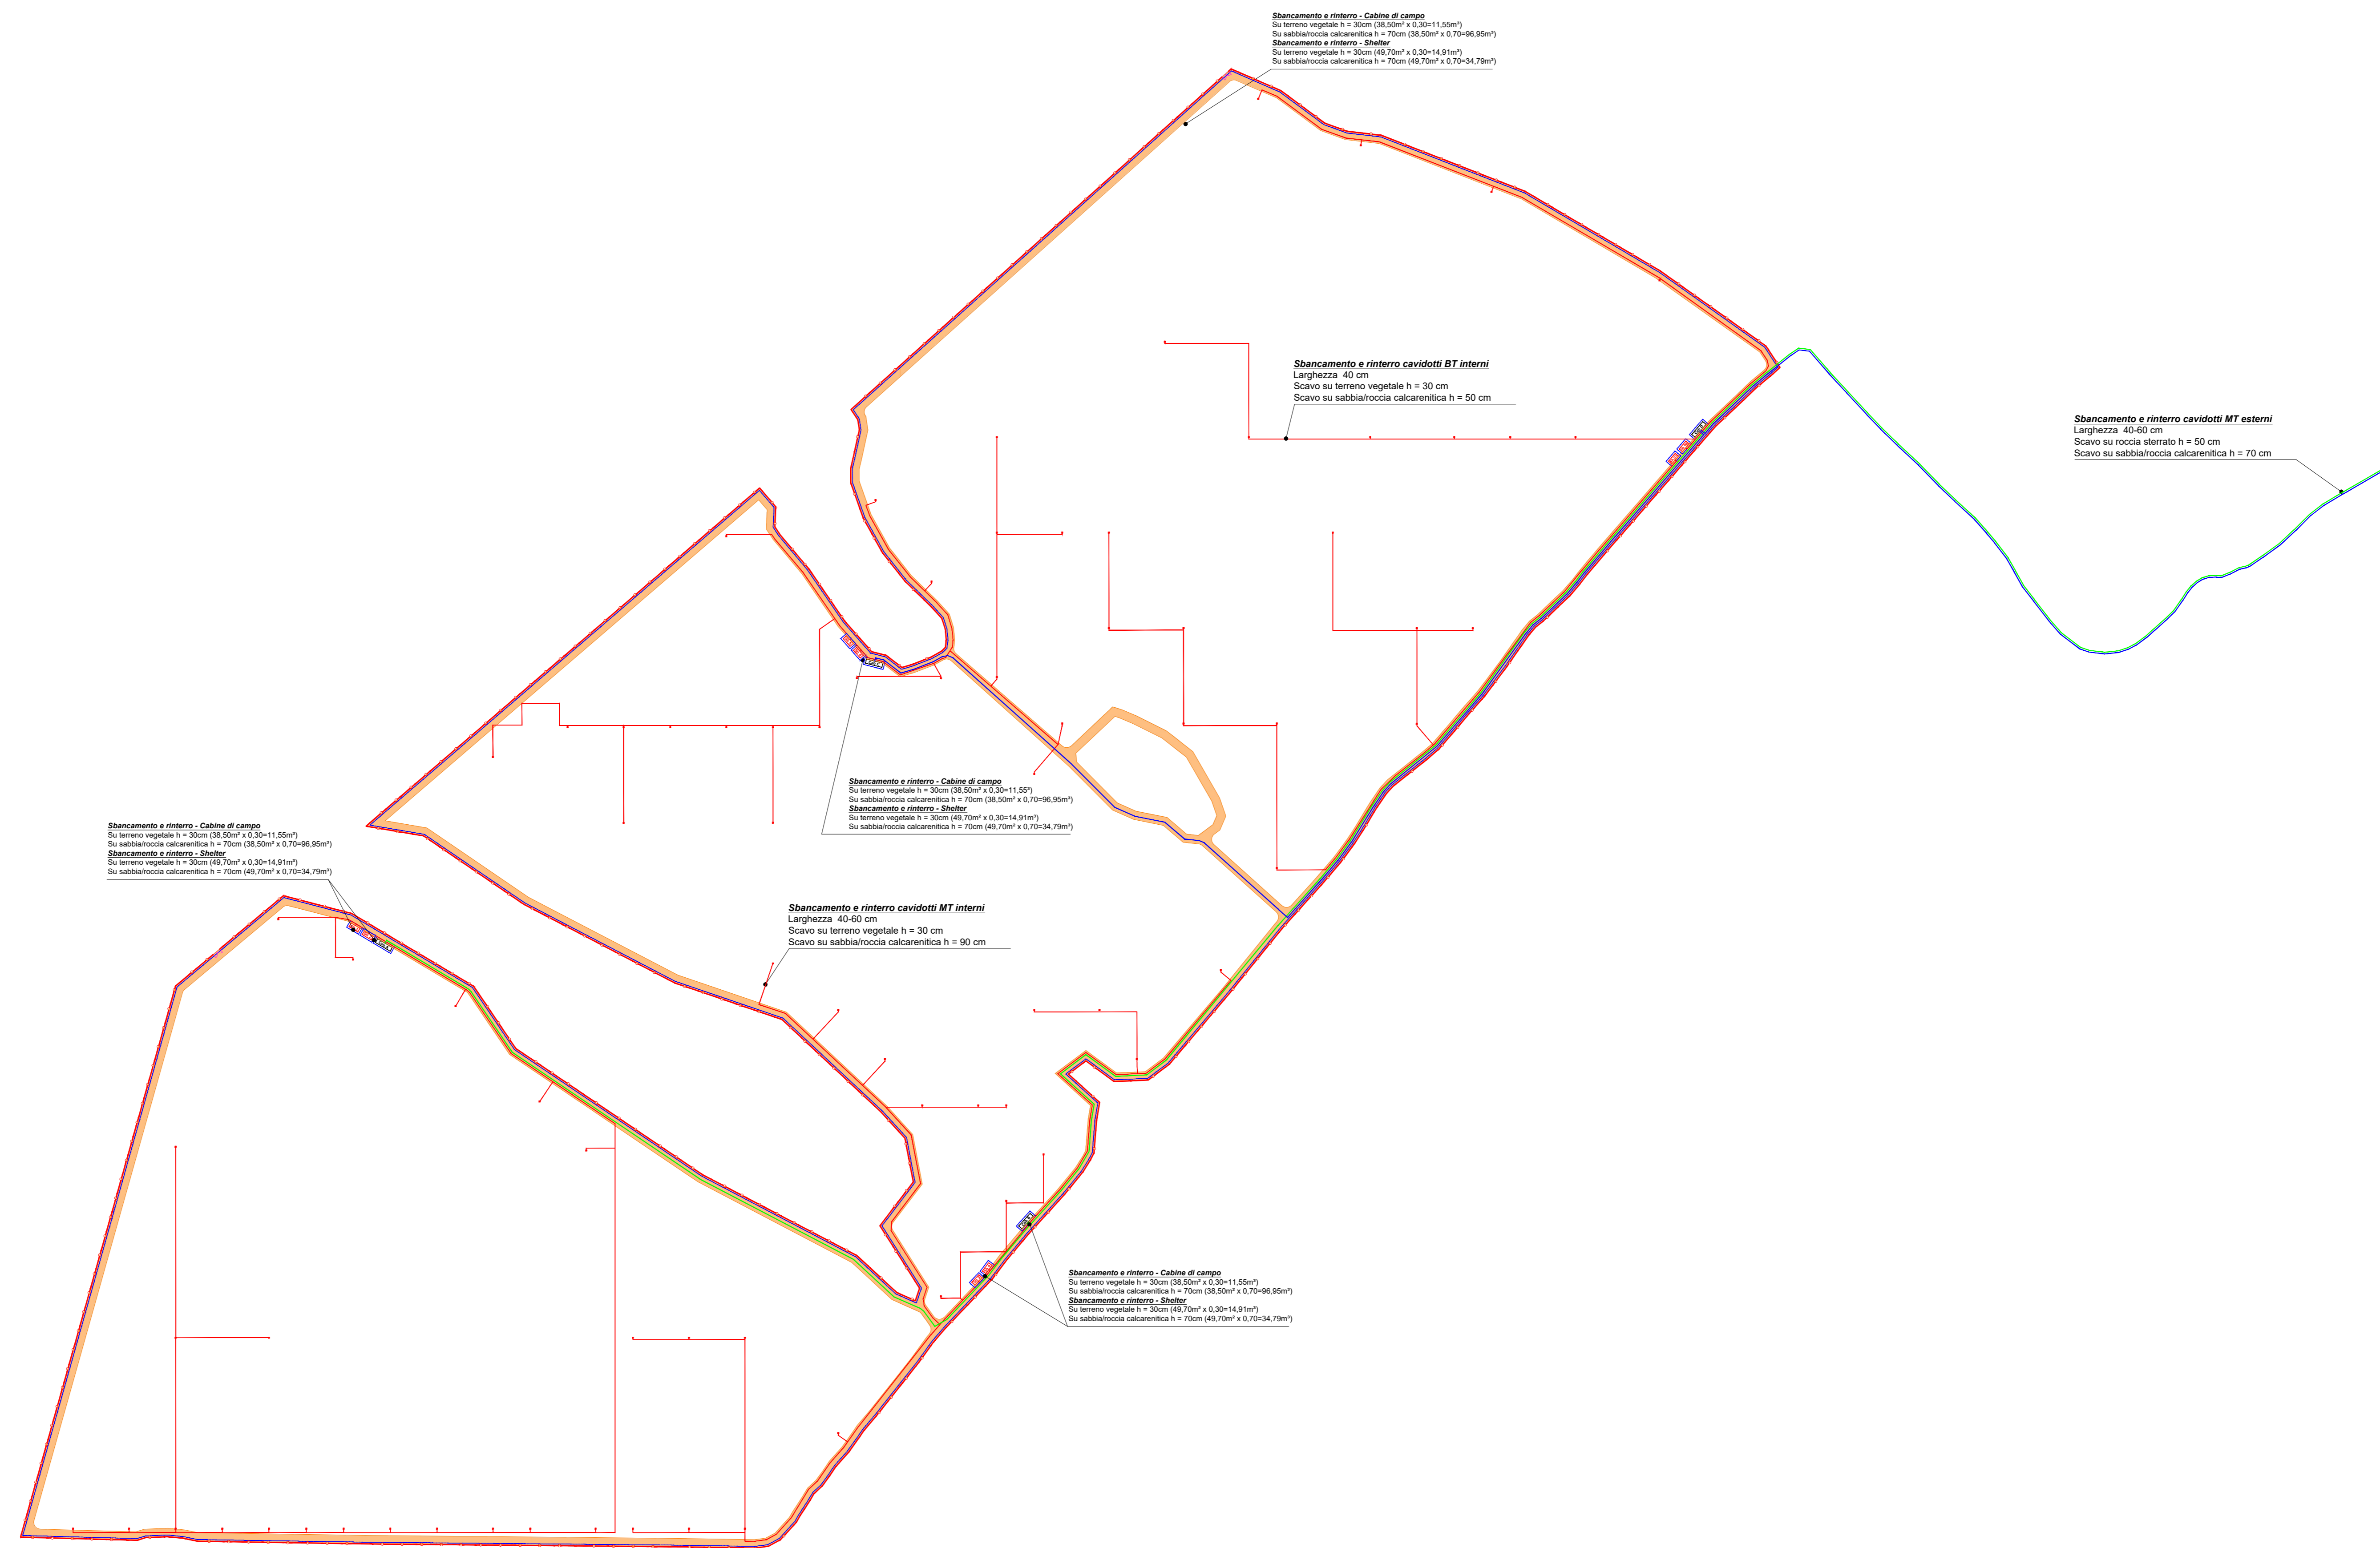 Sbancamento e rinterro - Cabine di campo
Su terreno vegetale h = 30cm (38,50m² x 0,30=11,55m³)
Su sabbia/roccia calcarenitica h = 70cm (38,50m² x 0,70=96,95m³)
Sbancamento e rinterro - Shelter
Su terreno vegetale h = 30cm (49,70m² x 0,30=14,91m³)
Su sabbia/roccia calcarenitica h = 70cm (49,70m² x 0,70=34,79m³)
Sbancamento e rinterro cavidotti BT interni
Larghezza 40 cm
Scavo su terreno vegetale h = 30 cm
Scavo su sabbia/roccia calcarenitica h = 50 cm
Sbancamento e rinterro cavidotti MT esterni
Larghezza 40-60 cm
Scavo su roccia sterrato h = 50 cm
Scavo su sabbia/roccia calcarenitica h = 70 cm
Sbancamento e rinterro - Cabine di campo
Su terreno vegetale h = 30cm (38,50m² x 0,30=11,55³)
Su sabbia/roccia calcarenitica h = 70cm (38,50m² x 0,70=96,95m³)
Sbancamento e rinterro - Shelter
Su terreno vegetale h = 30cm (49,70m² x 0,30=14,91m³)
Su sabbia/roccia calcarenitica h = 70cm (49,70m² x 0,70=34,79m³)
Sbancamento e rinterro - Cabine di campo
Su terreno vegetale h = 30cm (38,50m² x 0,30=11,55m³)
Su sabbia/roccia calcarenitica h = 70cm (38,50m² x 0,70=96,95m³)
Sbancamento e rinterro - Shelter
Su terreno vegetale h = 30cm (49,70m² x 0,30=14,91m³)
Su sabbia/roccia calcarenitica h = 70cm (49,70m² x 0,70=34,79m³)
Sbancamento e rinterro cavidotti MT interni
Larghezza 40-60 cm
Scavo su terreno vegetale h = 30 cm
Scavo su sabbia/roccia calcarenitica h = 90 cm
Sbancamento e rinterro - Cabine di campo
Su terreno vegetale h = 30cm (38,50m² x 0,30=11,55m³)
Su sabbia/roccia calcarenitica h = 70cm (38,50m² x 0,70=96,95m³)
Sbancamento e rinterro - Shelter
Su terreno vegetale h = 30cm (49,70m² x 0,30=14,91m³)
Su sabbia/roccia calcarenitica h = 70cm (49,70m² x 0,70=34,79m³)